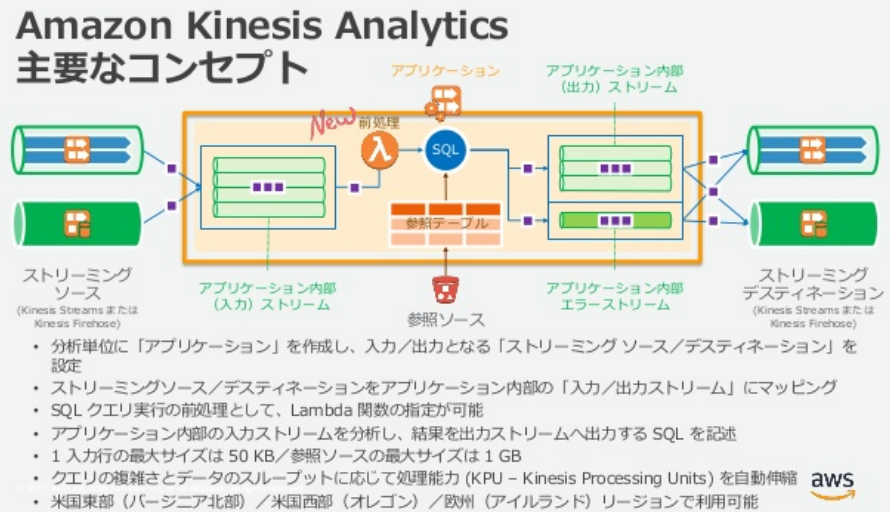 Amazon Kinesis Analytics
主要なコンセプト
アプリケーション
アプリケーション内部
（出力）ストリーム
New
前処理
SQL
参照テーブル
ストリーミング
ソース
(Kinesis Streams または
Kinesis Firehose)
アプリケーション内部
（入力）ストリーム
参照ソース
アプリケーション内部
エラーストリーム
ストリーミング
デスティネーション
(Kinesis Streams または
Kinesis Firehose)
• 分析単位に「アプリケーション」を作成し、入力／出力となる「ストリーミング ソース／デスティネーション」を
設定
• ストリーミングソース／デスティネーションをアプリケーション内部の「入力／出力ストリーム」にマッピング
• SQL クエリ実行の前処理として、Lambda 関数の指定が可能
• アプリケーション内部の入力ストリームを分析し、結果を出力ストリームへ出力する SQL を記述
• 1 入力行の最大サイズは 50 KB／参照ソースの最大サイズは 1 GB
• クエリの複雑さとデータのスループットに応じて処理能力 (KPU – Kinesis Processing Units) を自動伸縮
• 米国東部（バージニア北部）／米国西部（オレゴン）／欧州（アイルランド）リージョンで利用可能
aws